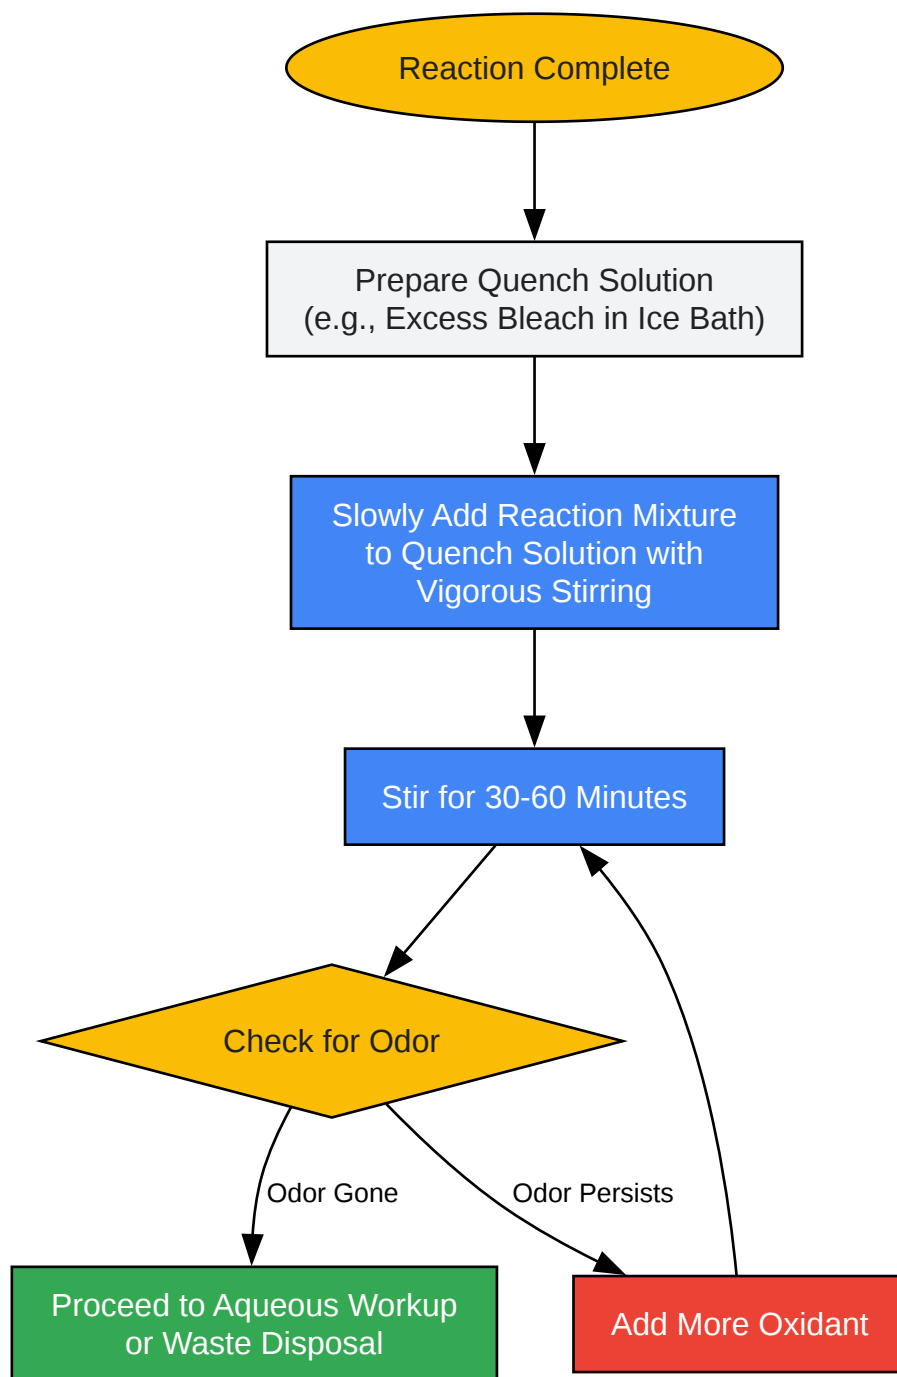 Reaction Complete
Prepare Quench Solution
(e.g., Excess Bleach in Ice Bath)
Slowly Add Reaction Mixture
to Quench Solution with
Vigorous Stirring
Stir for 30-60 Minutes
Check for Odor
Odor Gone
Odor Persists
Proceed to Aqueous Workup
or Waste Disposal
Add More Oxidant